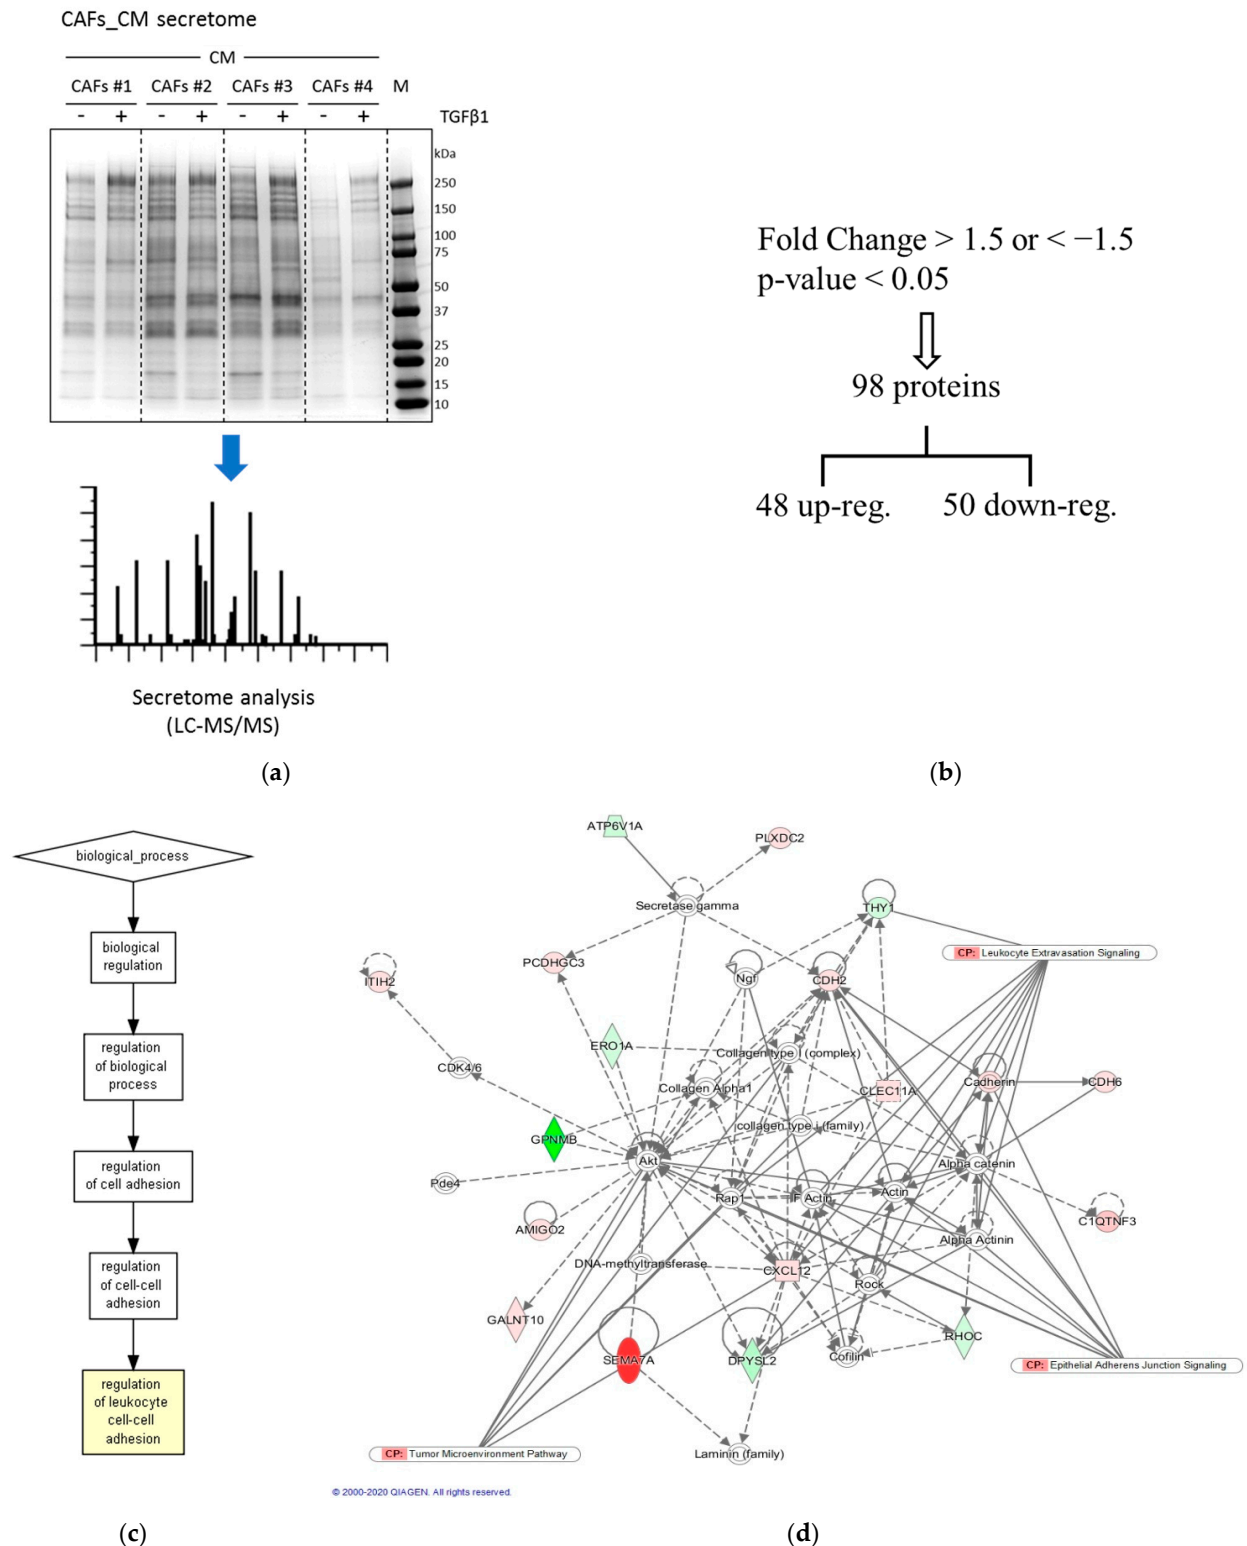 CAFs_CM secretome
CM
CAFs #1 CAFs #2 CAFs #3 CAFs #4 M
- + - + - + - + TGFβ1
kDa
250
150
100
75
50
37
25
20
15
10
Secretome analysis
(LC-MS/MS)
(a)
Fold Change > 1.5 or < −1.5
p-value < 0.05
98 proteins
48 up-reg. 50 down-reg.
(b)
biological_process
biological
regulation
regulation
of biological
process
regulation
of cell adhesion
regulation
of cell-cell
adhesion
regulation
of leukocyte
cell-cell
adhesion
(c)
ATP6V1A
PLXDC2
Secretase gamma
THY1
CP: Leukocyte Extravasation Signaling
PCDHGC3
ITIH2
Ngf
CDH2
ERO1A
Collagen type I (complex)
CDK4/6
Collagen Alpha1
CLEC11A
Cadherin
CDH6
GPNMB
collagen type i (family)
Akt
Alpha catenin
Pde4
Rap1
F Actin
Actin
AMIGO2
C1QTNF3
Alpha Actinin
DNA-methyltransferase
CXCL12
Rock
GALNT10
RHOC
SEMA7A
DPYSL2
Cofilin
CP: Epithelial Adherens Junction Signaling
CP: Tumor Microenvironment Pathway
Laminin (family)
© 2000-2020 QIAGEN. All rights reserved.
(d)